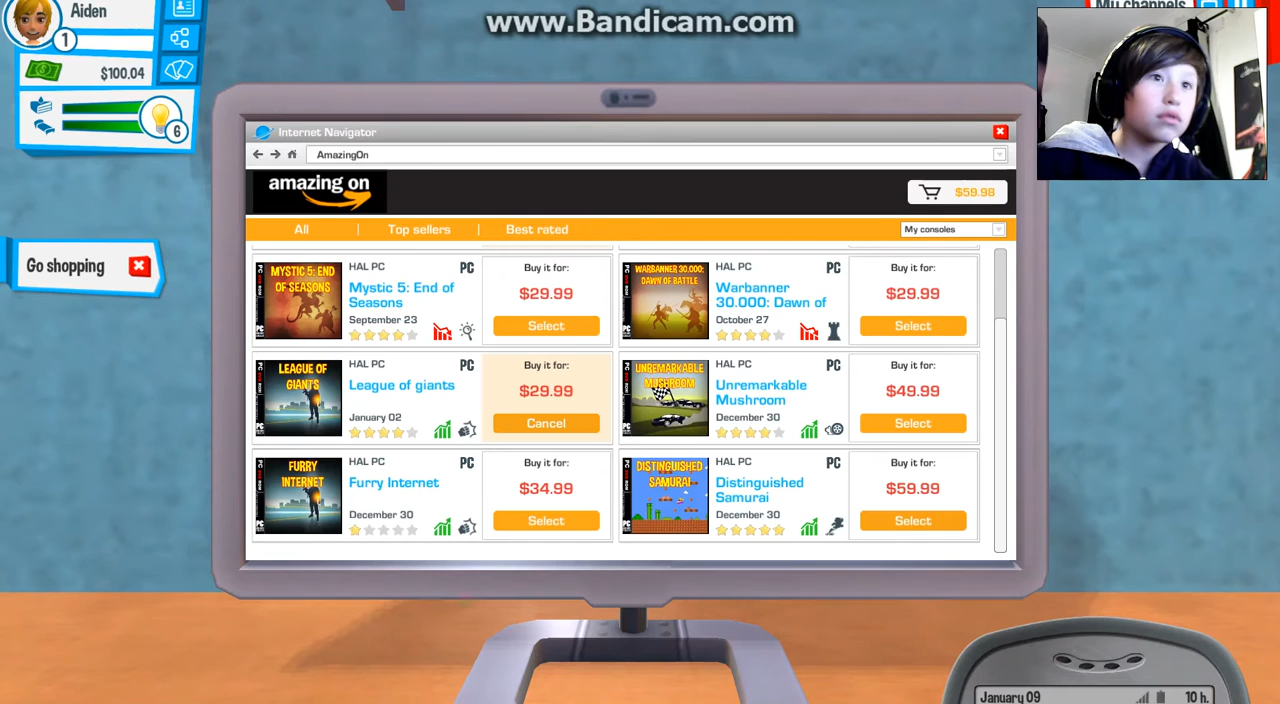 www.Bandicam.com
Aiden
My channels
1
$100.04
6
Internet Navigator
AmazingOn
amazing on
$59.98
All | Top sellers | Best rated
My consoles
Go shopping
MYSTIC 5: END
OF SEASONS
HAL PC
PC
Mystic 5: End of
Seasons
September 23
Buy it for:
$29.99
Select
WARBANNER
30.000:
DAWN OF BATTLE
HAL PC
PC
Warbanner
30.000: Dawn of
October 27
Buy it for:
$29.99
Select
LEAGUE OF
GIANTS
HAL PC
PC
League of giants
January 02
Buy it for:
$29.99
Cancel
UNREMARKABLE
MUSHROOM
HAL PC
PC
Unremarkable
Mushroom
December 30
Buy it for:
$49.99
Select
FURRY
INTERNET
HAL PC
PC
Furry Internet
December 30
Buy it for:
$34.99
Select
DISTINGUISHED
SAMURAI
HAL PC
PC
Distinguished
Samurai
December 30
Buy it for:
$59.99
Select
January 09
10 h.